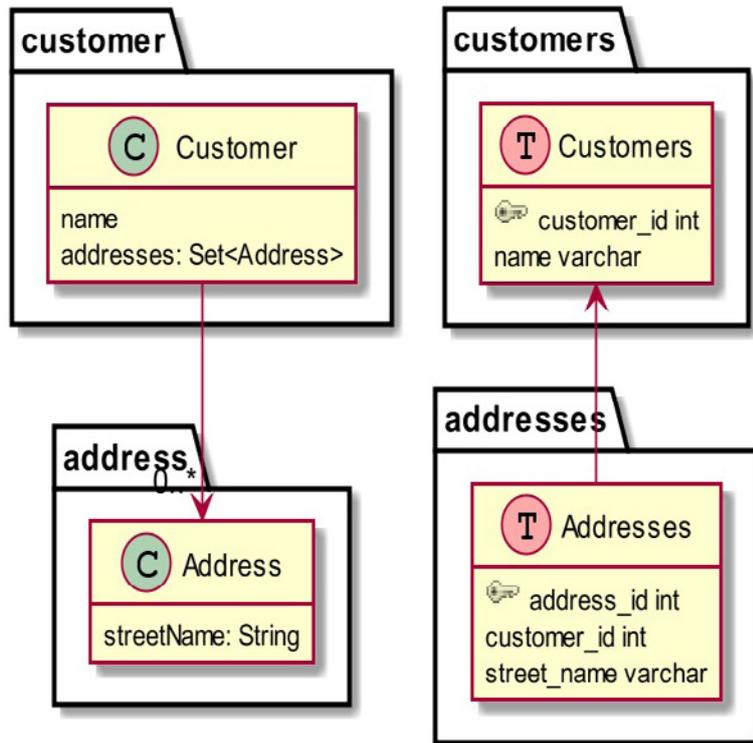 customer
C Customer
name
addresses: Set<Address>
address
0..*
C Address
streetName: String
customers
T Customers
customer_id int
name varchar
addresses
T Addresses
address_id int
customer_id int
street_name varchar